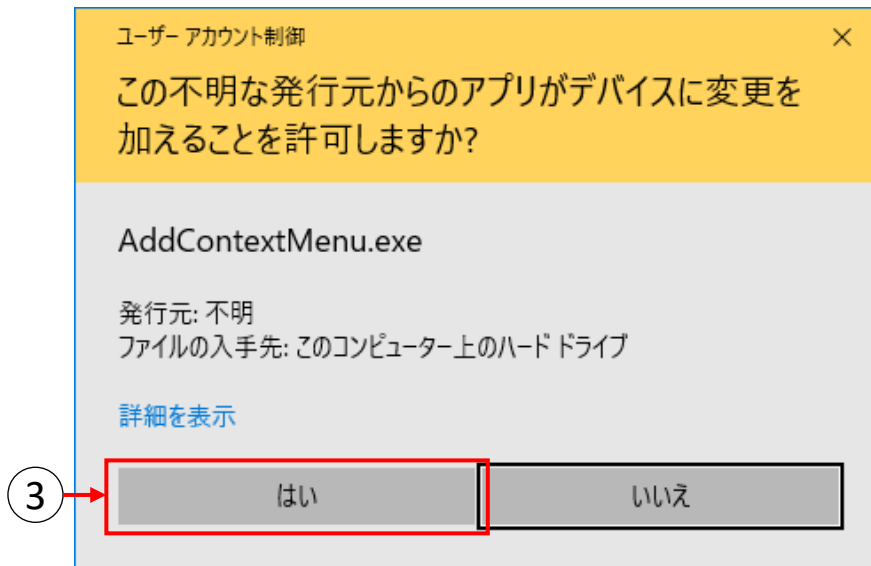 ユーザー アカウント制御
この不明な発行元からのアプリがデバイスに変更を
加えることを許可しますか?
AddContextMenu.exe
発行元: 不明
ファイルの入手先: このコンピューター上のハード ドライブ
詳細を表示
3 はい いいえ